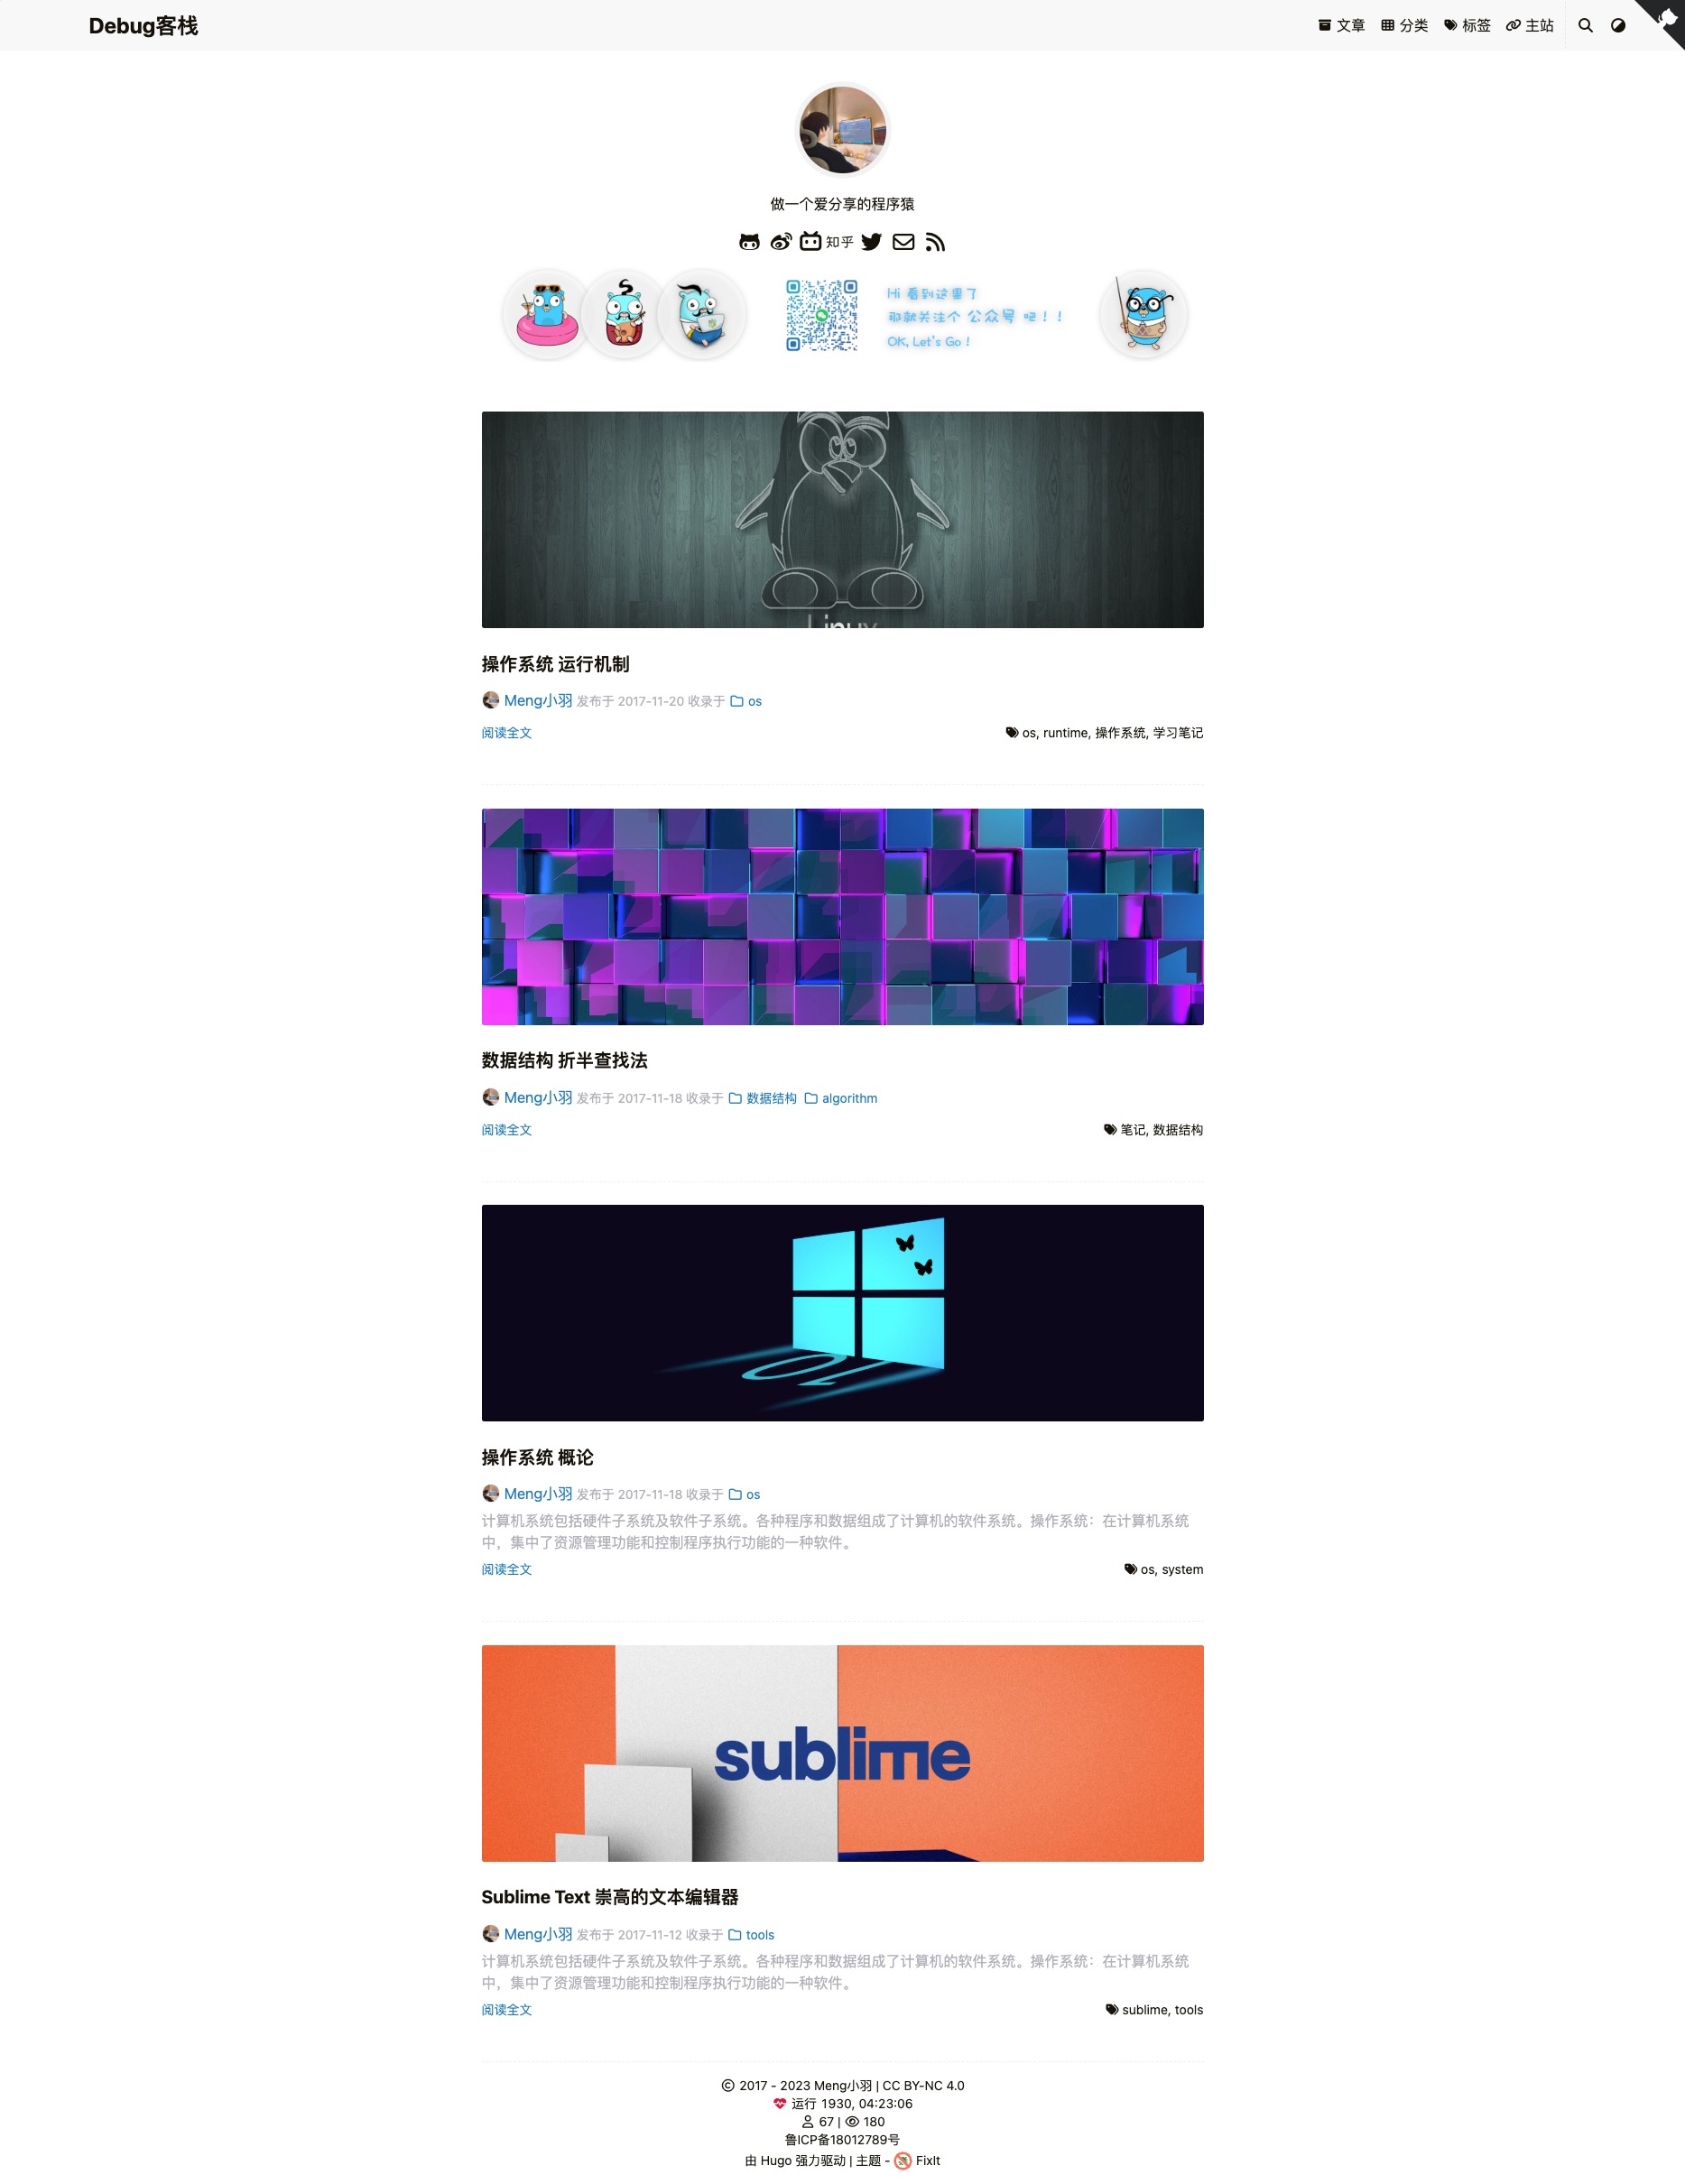 Debug客栈
文章 分类 标签 主站
做一个爱分享的程序猿
知乎
Hi 看到这里了
那就关注个 公众号 吧！！
OK, Let's Go！
Linux
操作系统 运行机制
Meng小羽 发布于 2017-11-20 收录于 os
阅读全文 os, runtime, 操作系统, 学习笔记
数据结构 折半查找法
Meng小羽 发布于 2017-11-18 收录于 数据结构 algorithm
阅读全文 笔记, 数据结构
操作系统 概论
Meng小羽 发布于 2017-11-18 收录于 os
计算机系统包括硬件子系统及软件子系统。各种程序和数据组成了计算机的软件系统。操作系统：在计算机系统
中，集中了资源管理功能和控制程序执行功能的一种软件。
阅读全文 os, system
sublime
Sublime Text 崇高的文本编辑器
Meng小羽 发布于 2017-11-12 收录于 tools
计算机系统包括硬件子系统及软件子系统。各种程序和数据组成了计算机的软件系统。操作系统：在计算机系统
中，集中了资源管理功能和控制程序执行功能的一种软件。
阅读全文 sublime, tools
© 2017 - 2023 Meng小羽 | CC BY-NC 4.0
运行 1930, 04:23:06
67 | 180
鲁ICP备18012789号
由 Hugo 强力驱动 | 主题 - FixIt